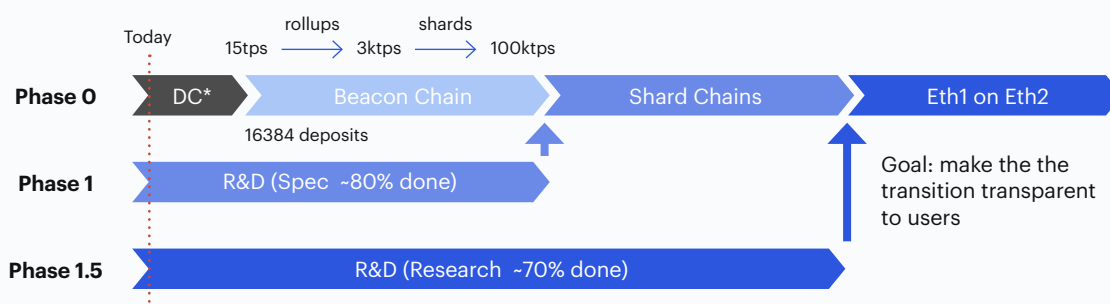 Today
rollups
shards
15tps
3ktps
100ktps
Phase 0
DC*
Beacon Chain
Shard Chains
Eth1 on Eth2
16384 deposits
Phase 1
R&D (Spec ~80% done)
Goal: make the the
transition transparent
to users
Phase 1.5
R&D (Research ~70% done)